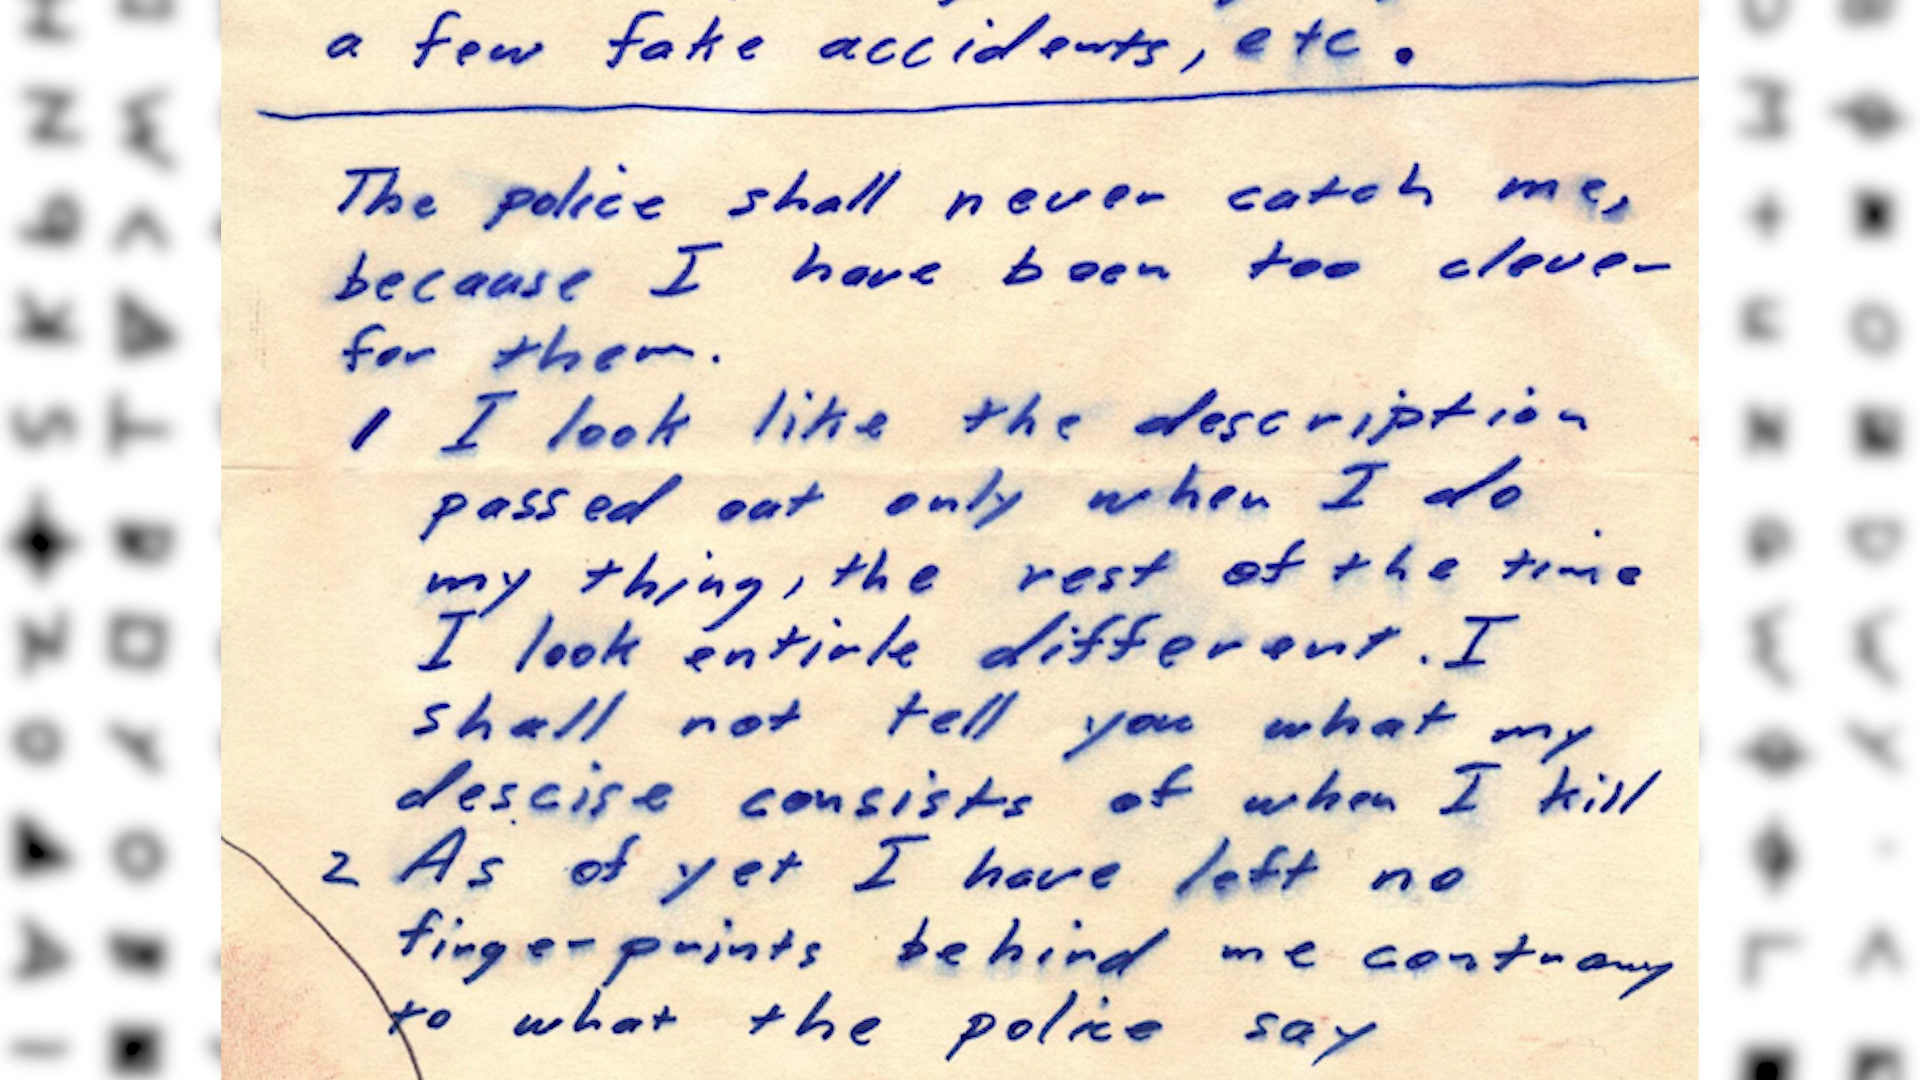 a few fake accidents, etc.
The police shall never catch me,
because I have been too clever
for them.
1 I look like the description
passed out only when I do
my thing, the rest of the time
I look entirle different. I
shall not tell you what my
descise consists of when I kill
2 As of yet I have left no
fingerprints behind me contrary
to what the police say